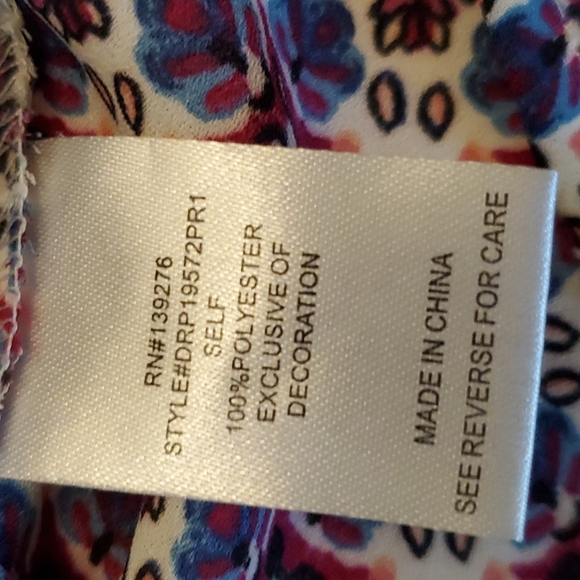 RN#139276
STYLE#DRP19572PR1
SELF
100%POLYESTER
EXCLUSIVE OF
DECORATION
MADE IN CHINA
SEE REVERSE FOR CARE